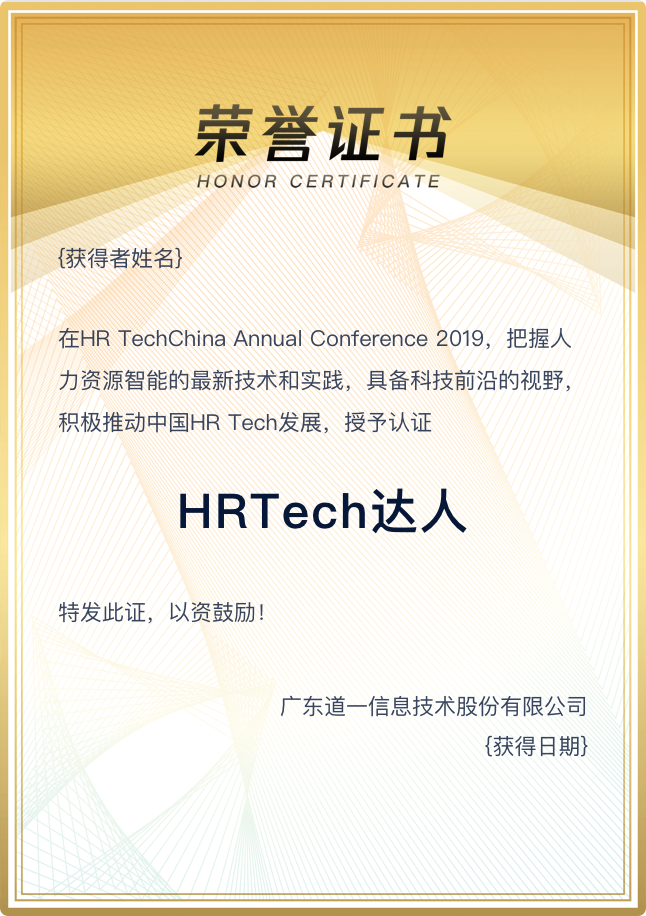 荣誉证书
HONOR CERTIFICATE
{获得者姓名}
在HR TechChina Annual Conference 2019，把握人
力资源智能的最新技术和实践，具备科技前沿的视野，
积极推动中国HR Tech发展，授予认证
HRTech达人
特发此证，以资鼓励！
广东道一信息技术股份有限公司
{获得日期}